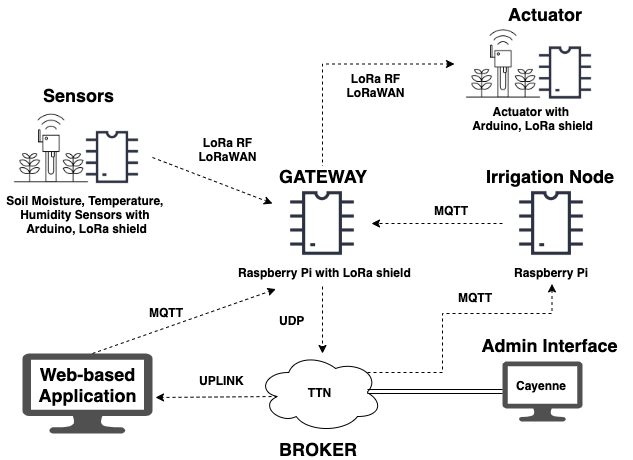 Actuator
LoRa RF
LoRaWAN
Actuator with
Arduino, LoRa shield
Sensors
LoRa RF
LoRaWAN
Soil Moisture, Temperature,
Humidity Sensors with
Arduino, LoRa shield
GATEWAY
Raspberry Pi with LoRa shield
MQTT
Irrigation Node
Raspberry Pi
MQTT
UDP
MQTT
Web-based
Application
UPLINK
TTN
BROKER
Admin Interface
Cayenne